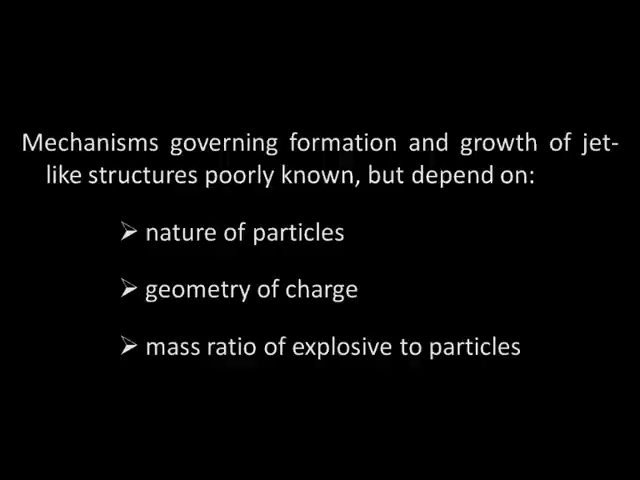 Mechanisms governing formation and growth of jet-
like structures poorly known, but depend on:
➢ nature of particles
➢ geometry of charge
➢ mass ratio of explosive to particles